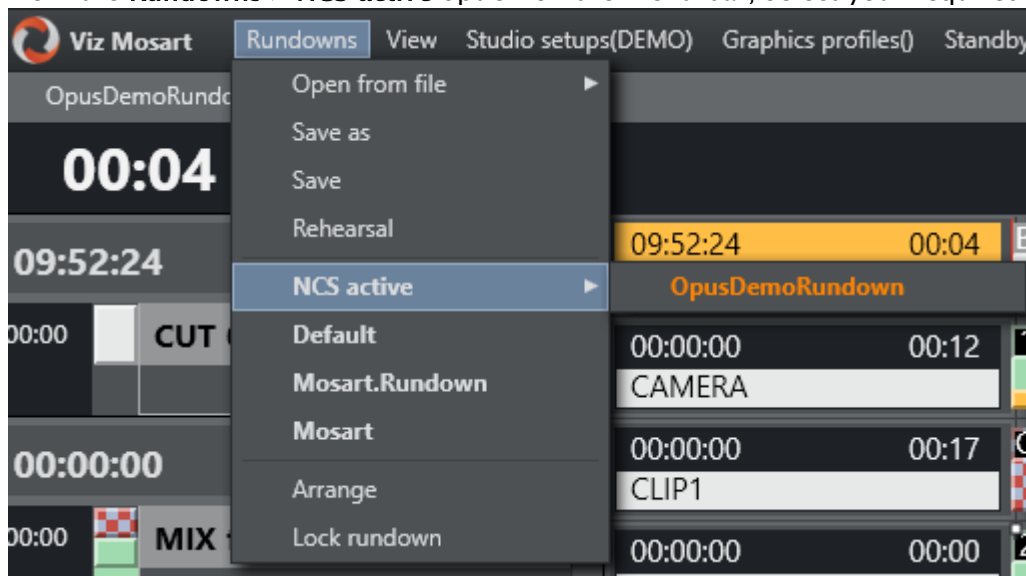 Viz Mosart Rundowns View Studio setups(DEMO) Graphics profiles() Standby
OpusDemoRundo
Open from file
Save as
00:04
Save
Rehearsal
09:52:24
09:52:24 00:04
NCS active
OpusDemoRundown
00:00 CUT
Default
00:00:00 00:12
Mosart.Rundown
CAMERA
Mosart
00:00:00
00:00:00 00:17
CLIP1
Arrange
00:00 MIX
Lock rundown
00:00:00 00:00